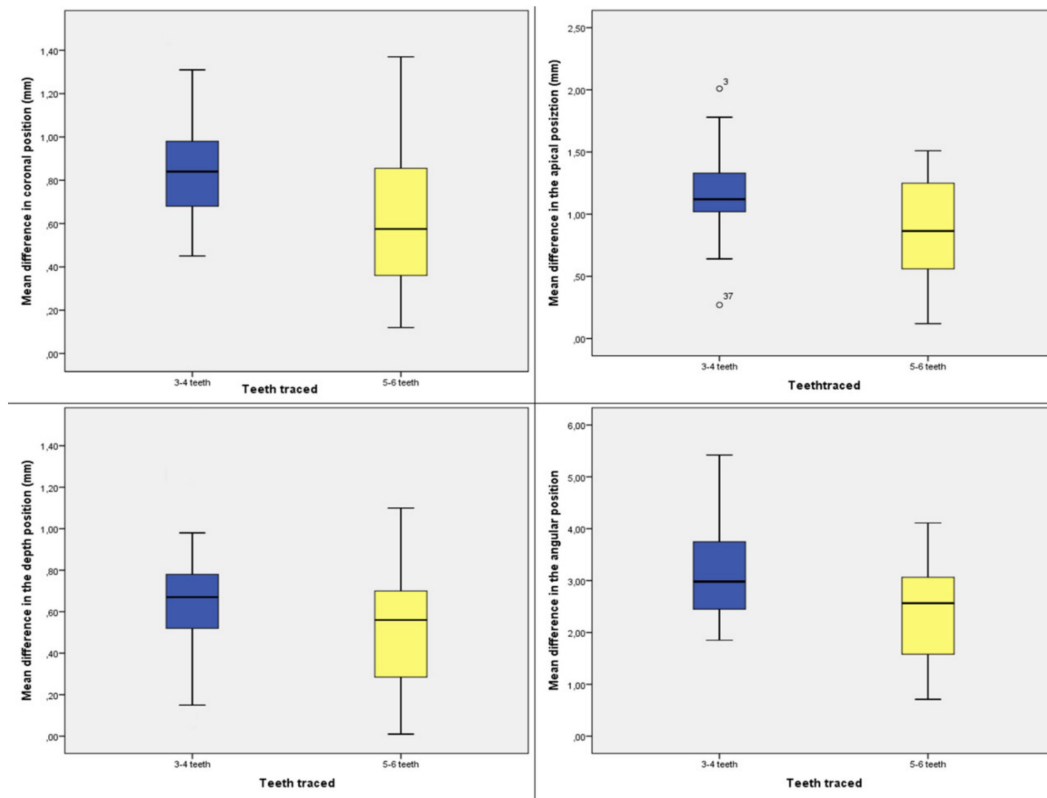 Mean difference in coronal position (mm)
1,40
1,20
1,00
,80
,60
,40
,20
,00
3-4 teeth
5-6 teeth
Teeth traced
Mean difference in the apical posiztion (mm)
2,50
2,00
1,50
1,00
,50
,00
3
37
3-4 teeth
5-6 teeth
Teethtraced
Mean difference in the depth position (mm)
1,40
1,20
1,00
,80
,60
,40
,20
,00
3-4 teeth
5-6 teeth
Teeth traced
Mean difference in the angular position
6,00
5,00
4,00
3,00
2,00
1,00
,00
3-4 teeth
5-6 teeth
Teeth traced